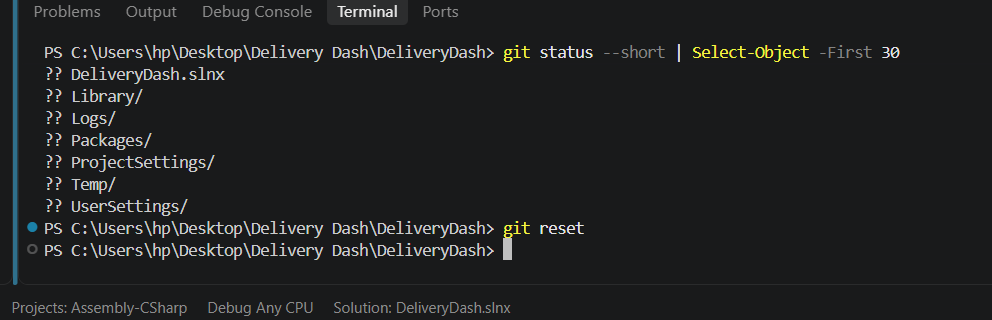 Problems Output Debug Console Terminal Ports
PS C:\Users\hp\Desktop\Delivery Dash\DeliveryDash> git status --short | Select-Object -First 30
?? DeliveryDash.slnx
?? Library/
?? Logs/
?? Packages/
?? ProjectSettings/
?? Temp/
?? UserSettings/
PS C:\Users\hp\Desktop\Delivery Dash\DeliveryDash> git reset
PS C:\Users\hp\Desktop\Delivery Dash\DeliveryDash>
Projects: Assembly-CSharp Debug Any CPU Solution: DeliveryDash.slnx